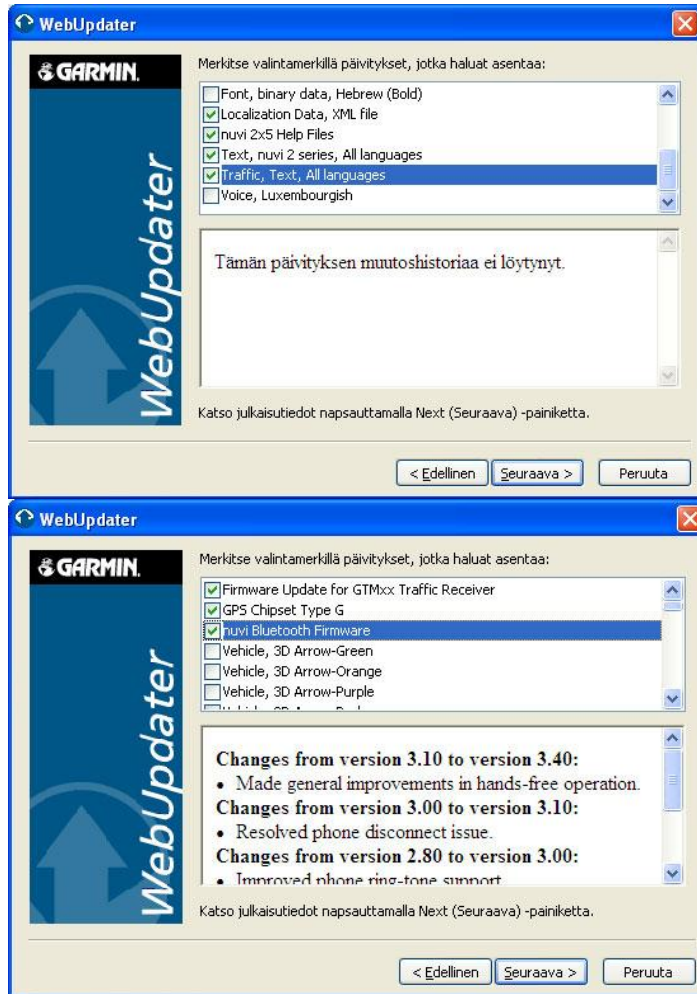 WebUpdater
GARMIN.
WebUpdater
Merkitse valintamerkillä päivitykset, jotka haluat asentaa:
Font, binary data, Hebrew (Bold)
Localization Data, XML file
nuvi 2x5 Help Files
Text, nuvi 2 series, All languages
Traffic, Text, All languages
Voice, Luxembourgish
Tämän päivityksen muutoshistoriaa ei löytynyt.
Katso julkaisutiedot napsauttamalla Next (Seuraava) -painiketta.
< Edellinen Seuraava > Peruuta
WebUpdater
GARMIN.
WebUpdater
Merkitse valintamerkillä päivitykset, jotka haluat asentaa:
Firmware Update for GTMxx Traffic Receiver
GPS Chipset Type G
nuvi Bluetooth Firmware
Vehicle, 3D Arrow-Green
Vehicle, 3D Arrow-Orange
Vehicle, 3D Arrow-Purple
Changes from version 3.10 to version 3.40:
• Made general improvements in hands-free operation.
Changes from version 3.00 to version 3.10:
• Resolved phone disconnect issue.
Changes from version 2.80 to version 3.00:
• Improved phone ring-tone support
Katso julkaisutiedot napsauttamalla Next (Seuraava) -painiketta.
< Edellinen Seuraava > Peruuta